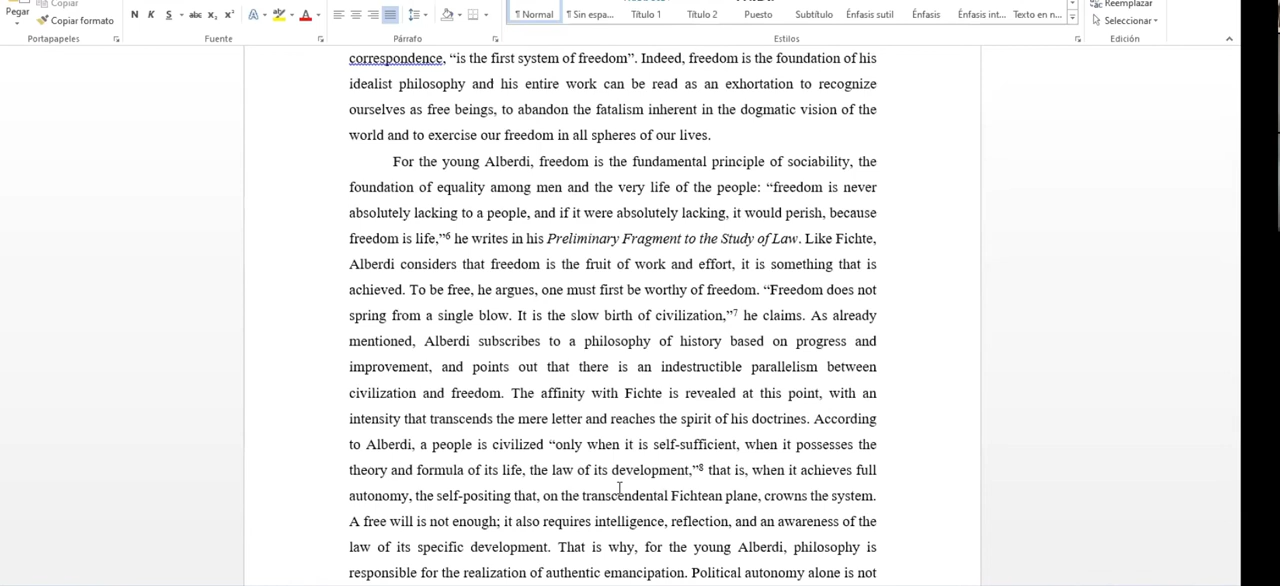 Copiar
Reemplazar
Pegar
Copiar formato
N K S abc x₂ x² A aby A
Normal
Sin espa...
Título 1
Título 2
Puesto
Subtítulo
Énfasis sutil
Énfasis
Énfasis int...
Texto en n...
Seleccionar
Portapapeles
Fuente
Párrafo
Estilos
Edición
correspondence, “is the first system of freedom”. Indeed, freedom is the foundation of his
idealist philosophy and his entire work can be read as an exhortation to recognize
ourselves as free beings, to abandon the fatalism inherent in the dogmatic vision of the
world and to exercise our freedom in all spheres of our lives.
For the young Alberdi, freedom is the fundamental principle of sociability, the
foundation of equality among men and the very life of the people: “freedom is never
absolutely lacking to a people, and if it were absolutely lacking, it would perish, because
freedom is life,”⁶ he writes in his Preliminary Fragment to the Study of Law. Like Fichte,
Alberdi considers that freedom is the fruit of work and effort, it is something that is
achieved. To be free, he argues, one must first be worthy of freedom. “Freedom does not
spring from a single blow. It is the slow birth of civilization,”⁷ he claims. As already
mentioned, Alberdi subscribes to a philosophy of history based on progress and
improvement, and points out that there is an indestructible parallelism between
civilization and freedom. The affinity with Fichte is revealed at this point, with an
intensity that transcends the mere letter and reaches the spirit of his doctrines. According
to Alberdi, a people is civilized “only when it is self-sufficient, when it possesses the
theory and formula of its life, the law of its development,”⁸ that is, when it achieves full
autonomy, the self-positing that, on the transcendental Fichtean plane, crowns the system.
A free will is not enough; it also requires intelligence, reflection, and an awareness of the
law of its specific development. That is why, for the young Alberdi, philosophy is
responsible for the realization of authentic emancipation. Political autonomy alone is not